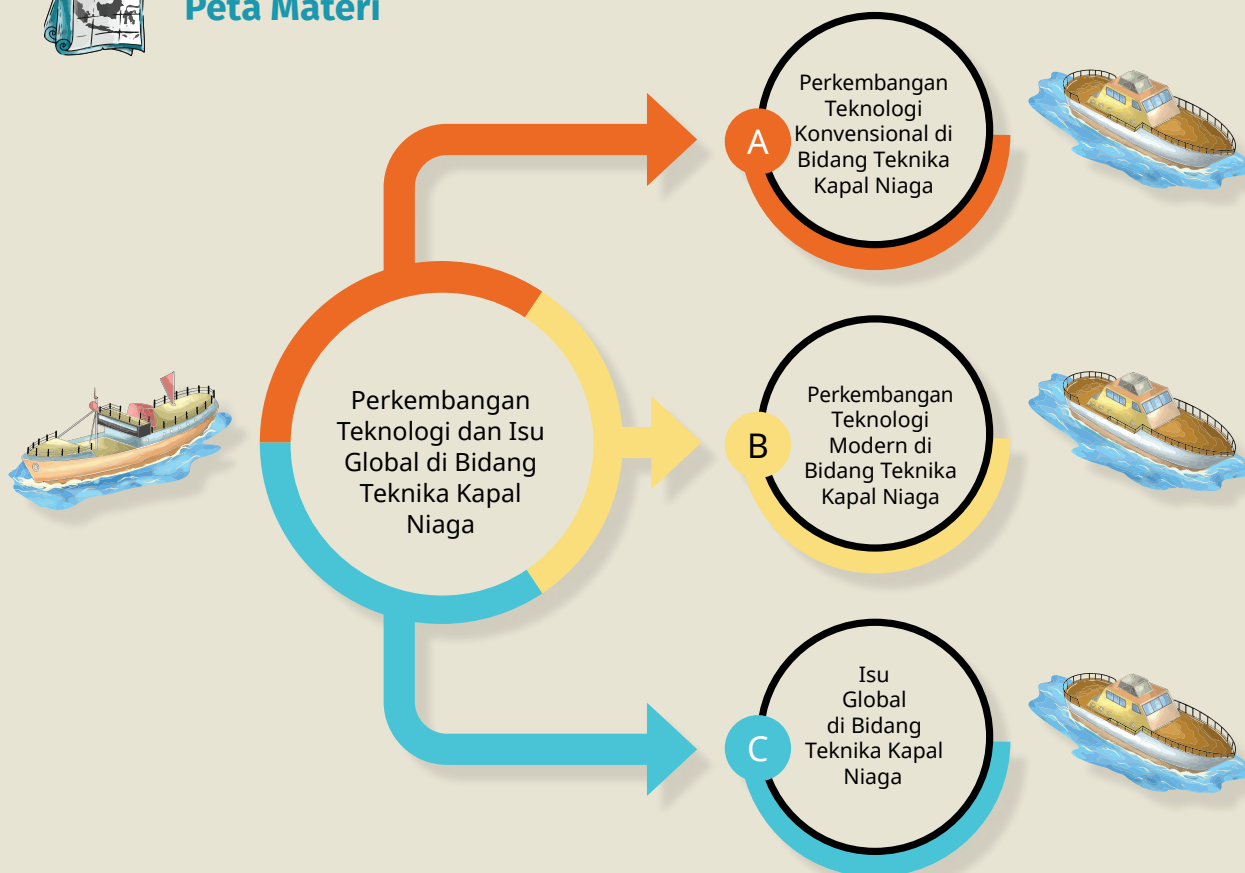 Peta Materi
Perkembangan
Teknologi dan Isu
Global di Bidang
Teknika Kapal
Niaga
A
Perkembangan
Teknologi
Konvensional di
Bidang Teknika
Kapal Niaga
B
Perkembangan
Teknologi
Modern di
Bidang Teknika
Kapal Niaga
C
Isu
Global
di Bidang
Teknika Kapal
Niaga